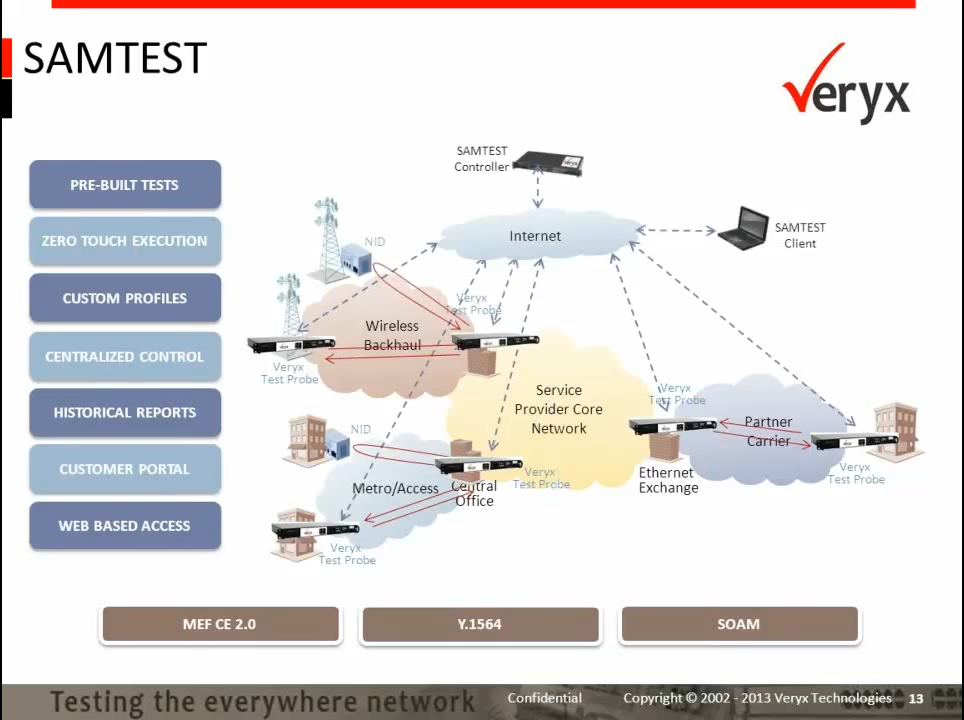 SAMTEST
Veryx
PRE-BUILT TESTS
ZERO TOUCH EXECUTION
CUSTOM PROFILES
CENTRALIZED CONTROL
HISTORICAL REPORTS
CUSTOMER PORTAL
WEB BASED ACCESS
SAMTEST
Controller
Internet
SAMTEST
Client
NID
Veryx
Test Probe
Wireless
Backhaul
Veryx
Test Probe
Service
Provider Core
Network
Veryx
Test Probe
Partner
Carrier
NID
Ethernet
Exchange
Veryx
Test Probe
Veryx
Test Probe
Metro/Access
Central
Office
Veryx
Test Probe
MEF CE 2.0
Y.1564
SOAM
Testing the everywhere network
Confidential
Copyright © 2002 - 2013 Veryx Technologies
13